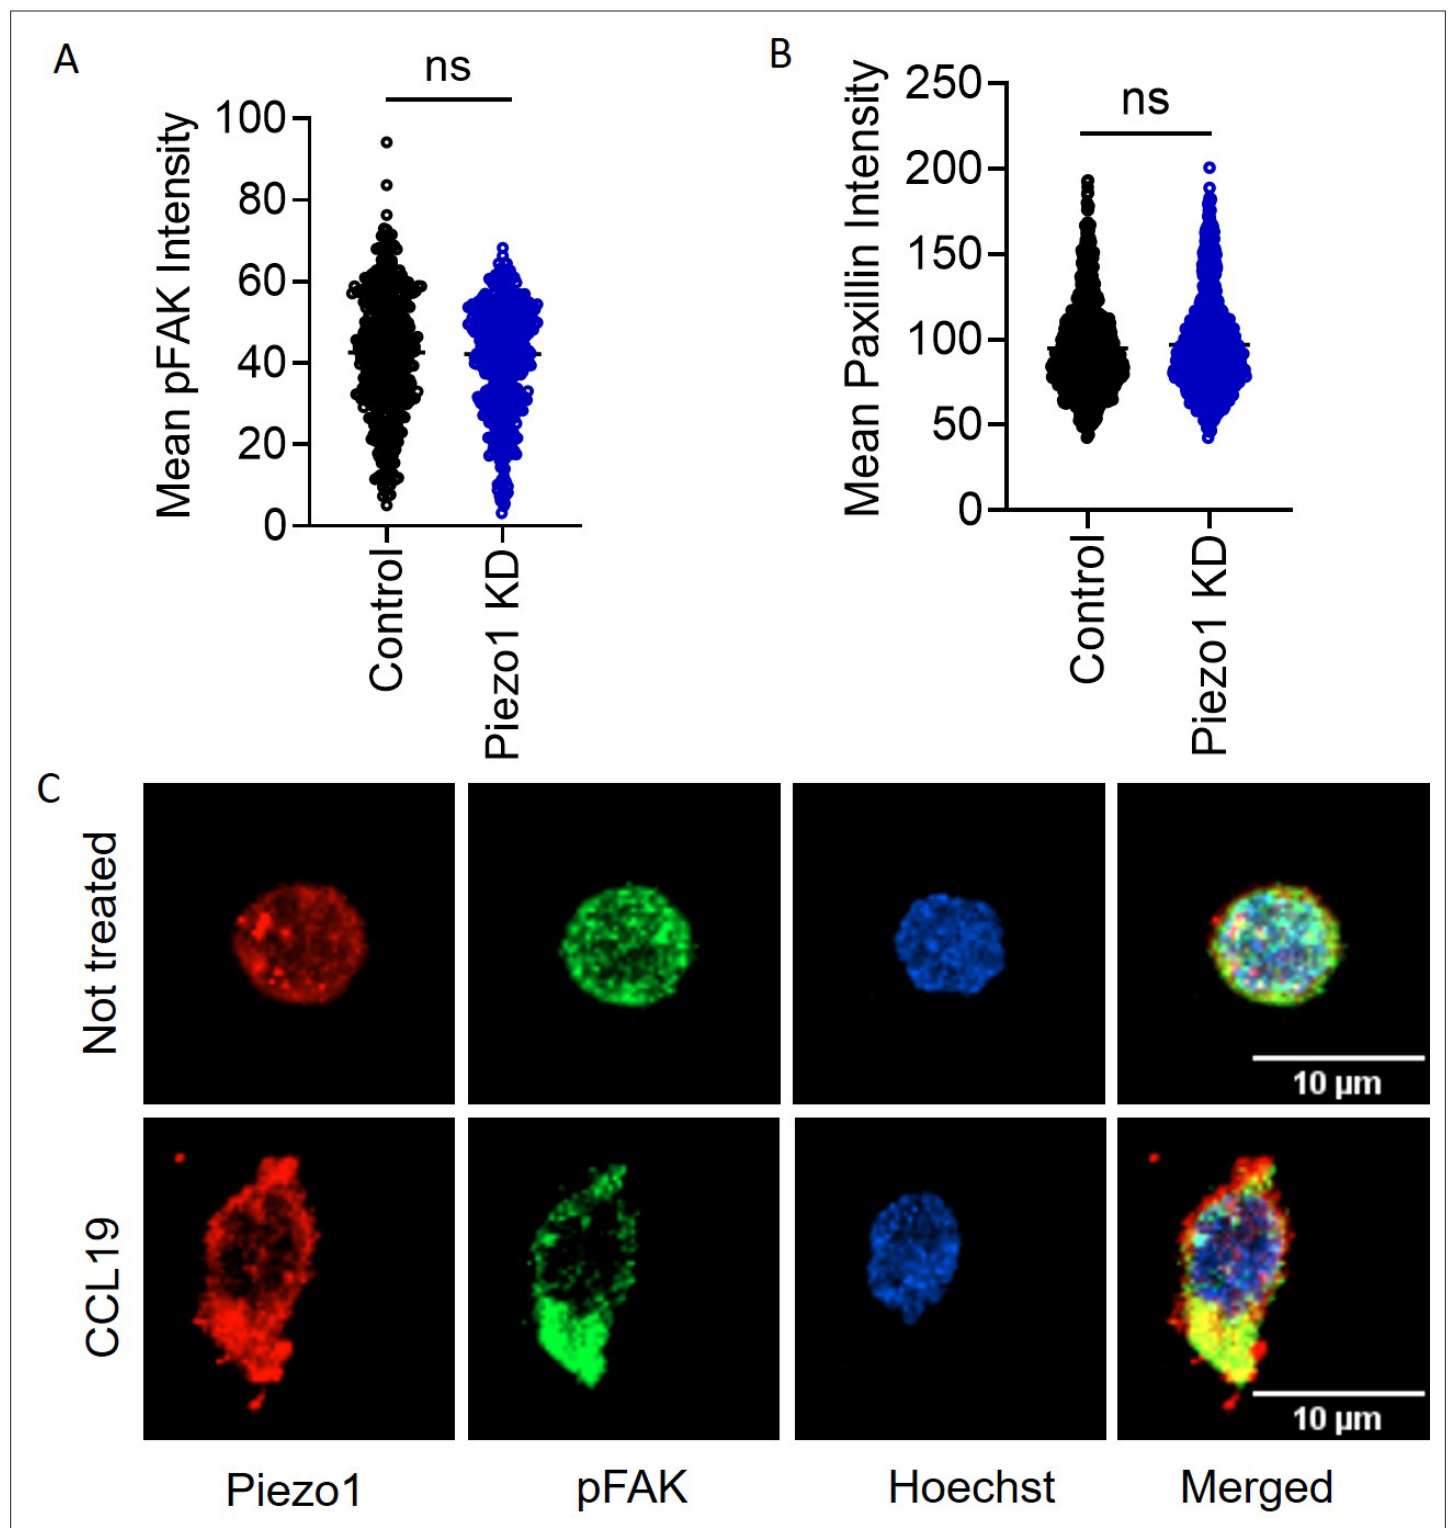 A
ns
Mean pFAK Intensity
100
80
60
40
20
0
Control
Piezo1 KD
B
ns
Mean Paxillin Intensity
250
200
150
100
50
0
Control
Piezo1 KD
C
Not treated
10 µm
CCL19
10 µm
Piezo1
pFAK
Hoechst
Merged